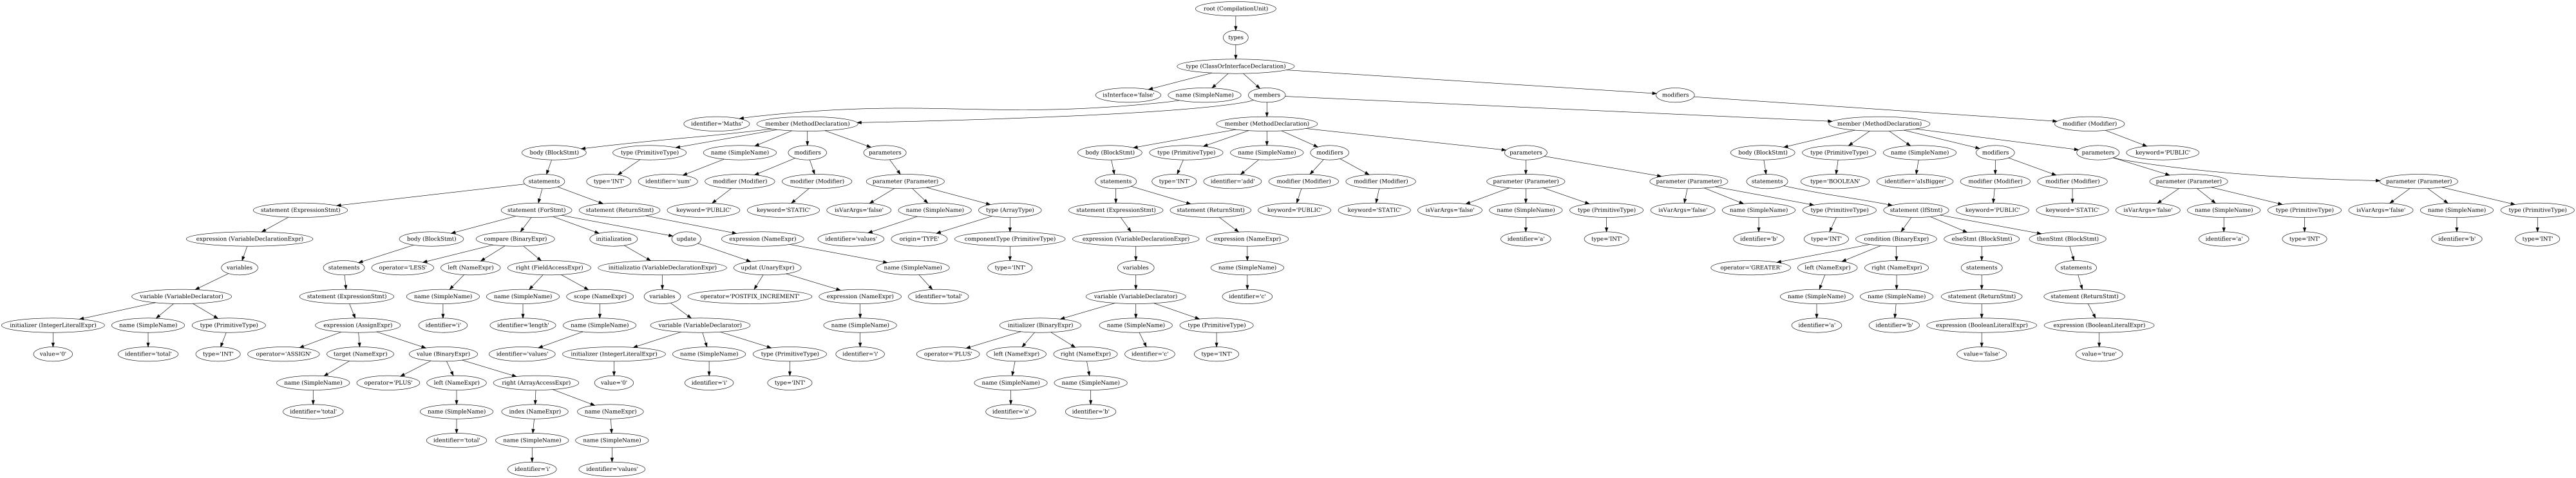 root (CompilationUnit)
types
type (ClassOrInterfaceDeclaration)
isInterface='false' name (SimpleName) members modifiers
identifier='Maths' member (MethodDeclaration) member (MethodDeclaration) member (MethodDeclaration) modifier (Modifier)
body (BlockStmt) type (PrimitiveType) name (SimpleName) modifiers parameters body (BlockStmt) type (PrimitiveType) name (SimpleName) modifiers parameters body (BlockStmt) type (PrimitiveType) name (SimpleName) modifiers parameters keyword='PUBLIC'
statements type='INT' identifier='sum' modifier (Modifier) modifier (Modifier) parameter (Parameter) statements type='INT' identifier='add' modifier (Modifier) modifier (Modifier) parameter (Parameter) parameter (Parameter) statements type='BOOLEAN' identifier='aIsBigger' modifier (Modifier) modifier (Modifier) parameter (Parameter) parameter (Parameter)
statement (ExpressionStmt) statement (ForStmt) statement (ReturnStmt) keyword='PUBLIC' keyword='STATIC' isVarArgs='false' name (SimpleName) type (ArrayType) statement (ExpressionStmt) statement (ReturnStmt) keyword='PUBLIC' keyword='STATIC' isVarArgs='false' name (SimpleName) type (PrimitiveType) isVarArgs='false' name (SimpleName) type (PrimitiveType) statement (IfStmt) keyword='PUBLIC' keyword='STATIC' isVarArgs='false' name (SimpleName) type (PrimitiveType) isVarArgs='false' name (SimpleName) type (PrimitiveType)
expression (VariableDeclarationExpr) body (BlockStmt) compare (BinaryExpr) initialization update expression (NameExpr) identifier='values' origin='TYPE' componentType (PrimitiveType) expression (VariableDeclarationExpr) expression (NameExpr) identifier='a' type='INT' identifier='b' type='INT' condition (BinaryExpr) elseStmt (BlockStmt) thenStmt (BlockStmt) identifier='a' type='INT' identifier='b' type='INT'
variables statements operator='LESS' left (NameExpr) right (FieldAccessExpr) initializatio (VariableDeclarationExpr) updat (UnaryExpr) name (SimpleName) type='INT' variables name (SimpleName) operator='GREATER' left (NameExpr) right (NameExpr) statements statements
variable (VariableDeclarator) statement (ExpressionStmt) name (SimpleName) name (SimpleName) scope (NameExpr) variables operator='POSTFIX_INCREMENT' expression (NameExpr) identifier='total' variable (VariableDeclarator) identifier='c' name (SimpleName) name (SimpleName) statement (ReturnStmt) statement (ReturnStmt)
initializer (IntegerLiteralExpr) name (SimpleName) type (PrimitiveType) expression (AssignExpr) identifier='i' identifier='length' name (SimpleName) variable (VariableDeclarator) name (SimpleName) initializer (BinaryExpr) name (SimpleName) type (PrimitiveType) identifier='a' identifier='b' expression (BooleanLiteralExpr) expression (BooleanLiteralExpr)
value='0' identifier='total' type='INT' operator='ASSIGN' target (NameExpr) value (BinaryExpr) identifier='values' initializer (IntegerLiteralExpr) name (SimpleName) type (PrimitiveType) identifier='i' operator='PLUS' left (NameExpr) right (NameExpr) identifier='c' type='INT' value='false' value='true'
name (SimpleName) operator='PLUS' left (NameExpr) right (ArrayAccessExpr) value='0' identifier='i' type='INT' name (SimpleName) name (SimpleName)
identifier='total' name (SimpleName) index (NameExpr) name (NameExpr) identifier='a' identifier='b'
identifier='total' name (SimpleName) name (SimpleName)
identifier='i' identifier='values'